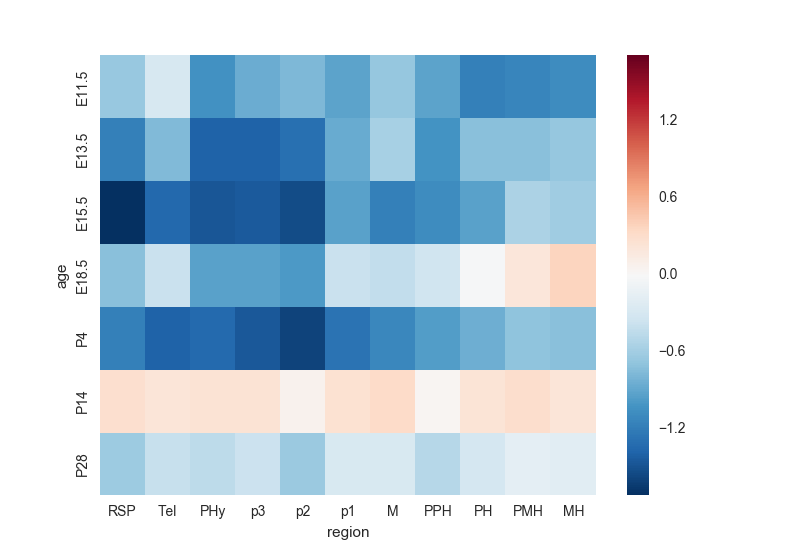 age
E11.5
E13.5
E15.5
E18.5
P4
P14
P28
RSP Tel PHy p3 p2 p1 M PPH PH PMH MH
region
1.2
0.6
0.0
−0.6
−1.2